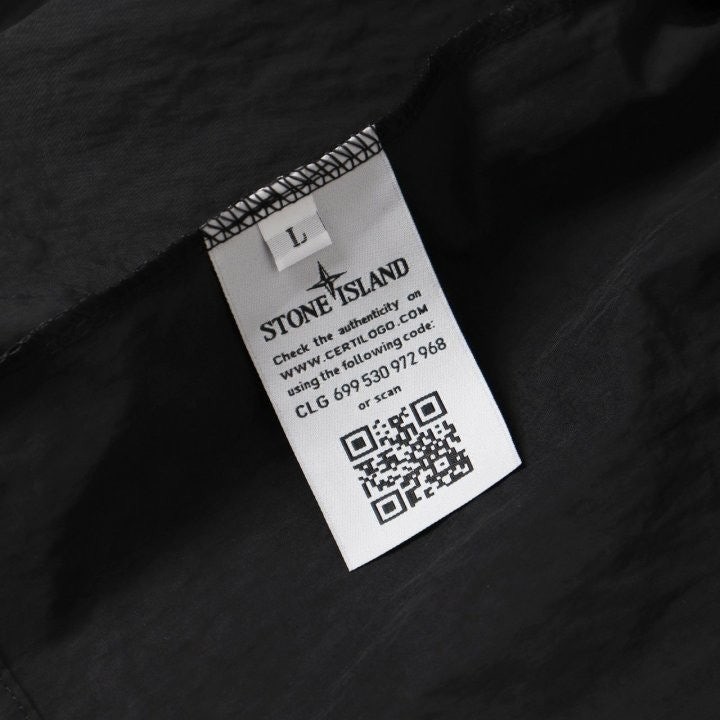 L
STONE ISLAND
Check the authenticity on
WWW.CERTILOGO.COM
using the following code:
CLG 699 530 972 968
or scan